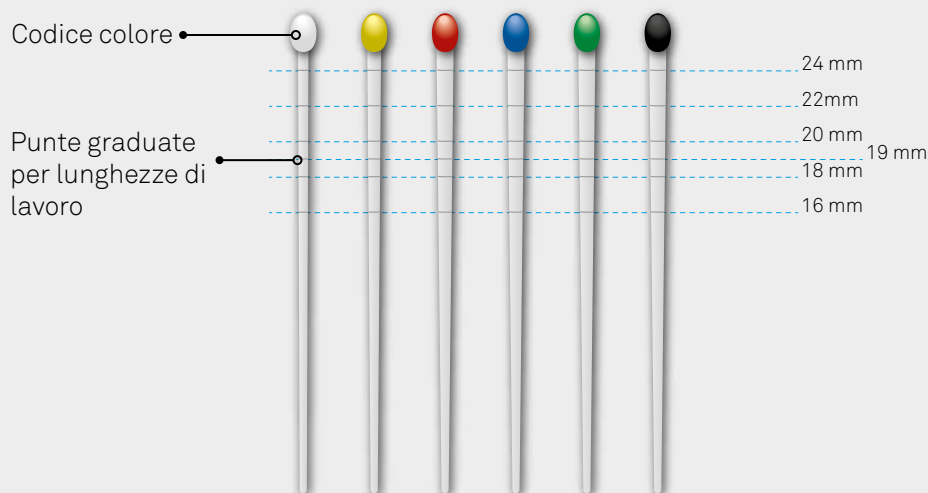 Codice colore
Punte graduate
per lunghezze di
lavoro
24 mm
22mm
20 mm
19 mm
18 mm
16 mm